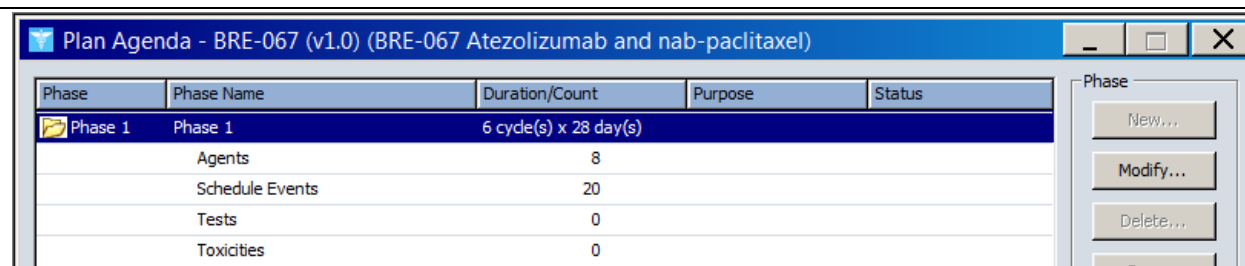 Plan Agenda - BRE-067 (v1.0) (BRE-067 Atezolizumab and nab-paclitaxel)
Phase Phase Name Duration/Count Purpose Status
Phase
Phase 1 Phase 1 6 cycle(s) x 28 day(s)
New...
Agents 8
Modify...
Schedule Events 20
Tests 0
Delete...
Toxicities 0